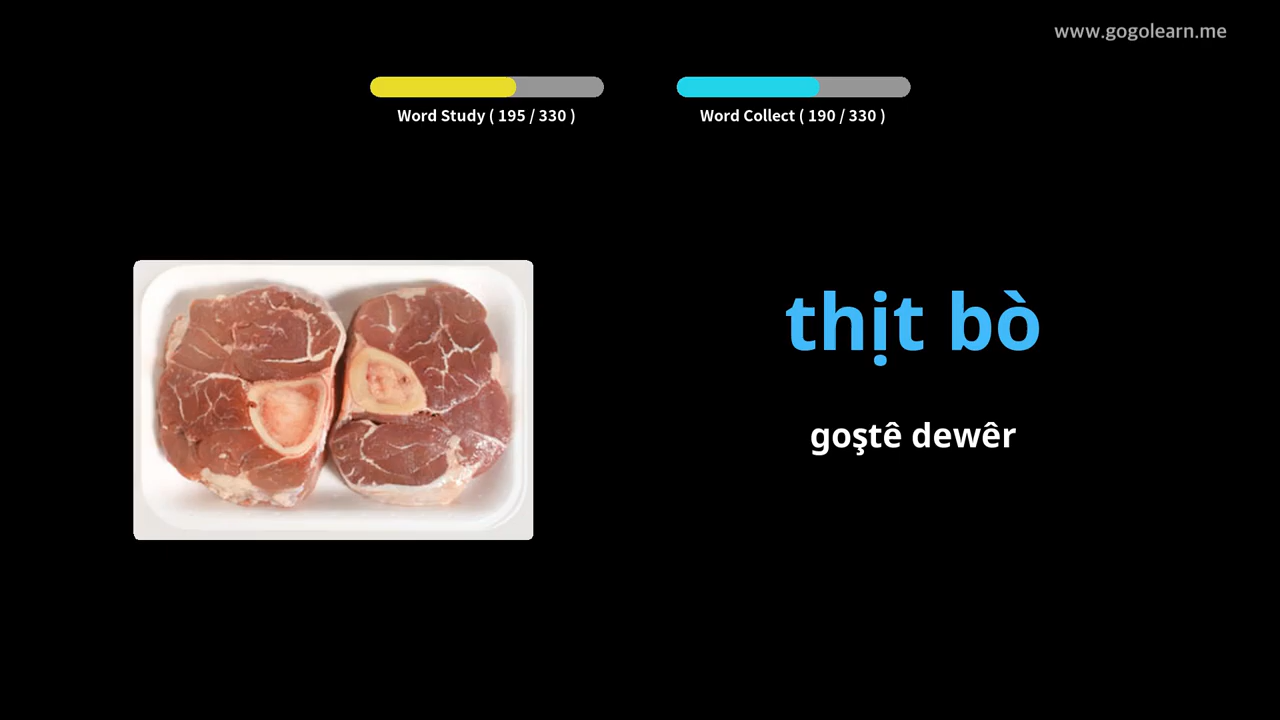 www.gogolearn.me
Word Study ( 195 / 330 )
Word Collect ( 190 / 330 )
thịt bò
goştê dewêr